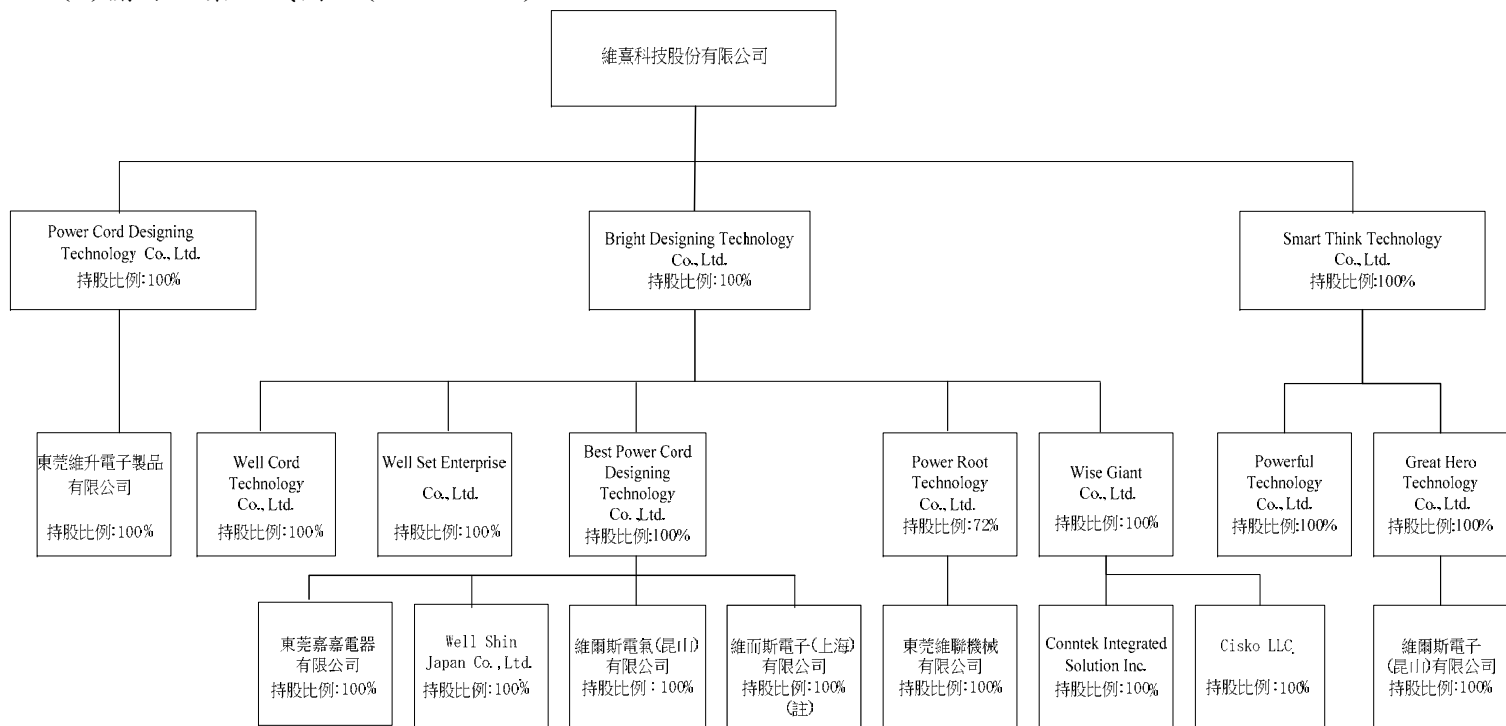 維熹科技股份有限公司
Power Cord Designing
Technology Co., Ltd.
持股比例:100%
Bright Designing Technology
Co., Ltd.
持股比例:100%
Smart Think Technology
Co., Ltd.
持股比例:100%
東莞維升電子製品
有限公司
持股比例:100%
Well Cord
Technology
Co., Ltd.
持股比例:100%
Well Set Enterprise
Co., Ltd.
持股比例:100%
Best Power Cord
Designing
Technology
Co.,Ltd.
持股比例:100%
Power Root
Technology
Co., Ltd.
持股比例:72%
Wise Giant
Co., Ltd.
持股比例:100%
Powerful
Technology
Co., Ltd.
持股比例:100%
Great Hero
Technology
Co., Ltd.
持股比例:100%
東莞嘉嘉電器
有限公司
持股比例:100%
Well Shin
Japan Co.,Ltd.
持股比例:100%
維爾斯電氣(昆山)
有限公司
持股比例:100%
維而斯電子(上海)
有限公司
持股比例:100%
(註)
東莞維聯機械
有限公司
持股比例:100%
Conntek Integrated
Solution Inc.
持股比例:100%
Cisko LLC.
持股比例:100%
維爾斯電子
(昆山)有限公司
持股比例:100%